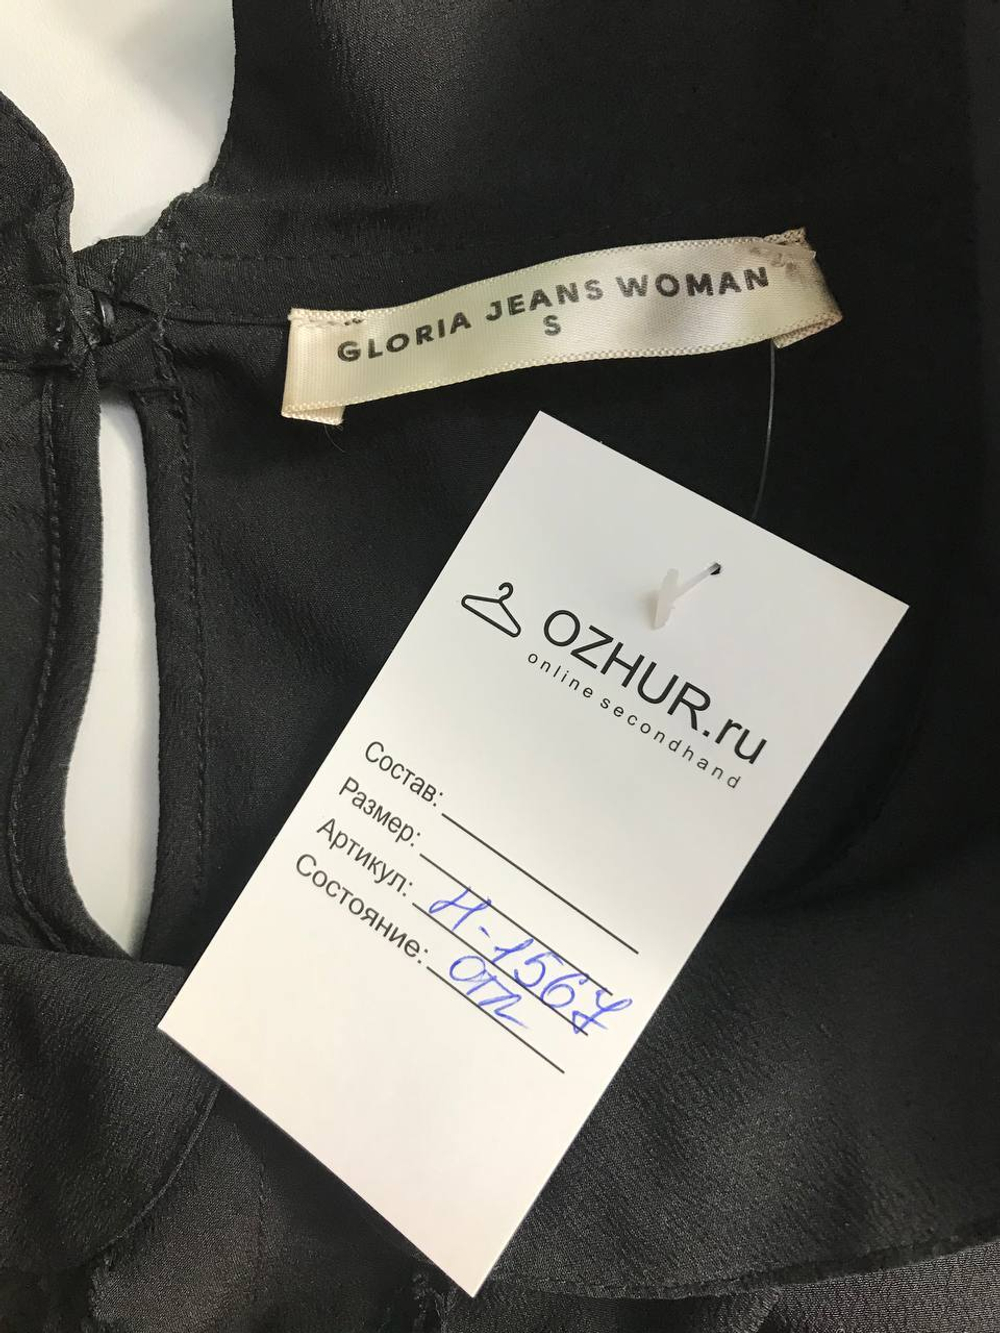 GLORIA JEANS WOMAN
S
OZHUR.ru
online secondhand
Состав:
Размер:
Артикул: Н-1567
Состояние: отл